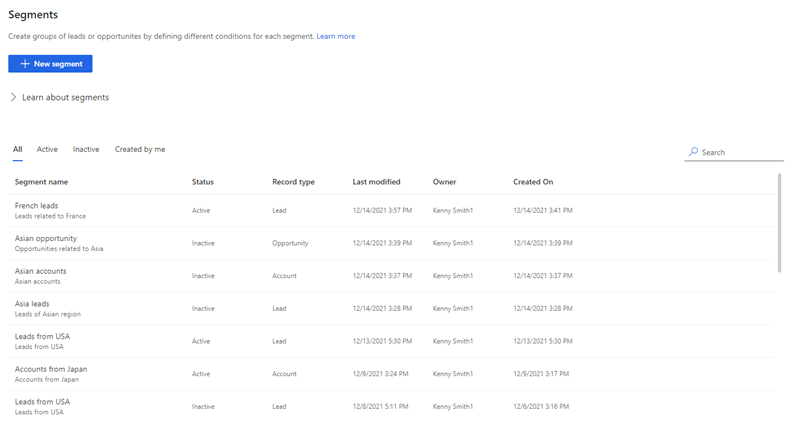 Segments
Create groups of leads or opportunites by defining different conditions for each segment. Learn more
New segment
Learn about segments
All Active Inactive Created by me Search
Segment name Status Record type Last modified Owner Created On
French leads
Leads related to France
Active Lead 12/14/2021 3:57 PM Kenny Smith1 12/14/2021 3:41 PM
Asian opportunity
Opportunities related to Asia
Inactive Opportunity 12/14/2021 3:39 PM Kenny Smith1 12/14/2021 3:39 PM
Asian accounts
Asian accounts
Inactive Account 12/14/2021 3:37 PM Kenny Smith1 12/14/2021 3:37 PM
Asia leads
Leads of Asian region
Inactive Lead 12/14/2021 3:28 PM Kenny Smith1 12/14/2021 3:28 PM
Leads from USA
Leads from USA
Active Lead 12/13/2021 5:30 PM Kenny Smith1 12/13/2021 5:30 PM
Accounts from Japan
Accounts from Japan
Active Account 12/9/2021 3:24 PM Kenny Smith1 12/9/2021 3:17 PM
Leads from USA
Leads from USA
Inactive Lead 12/8/2021 5:11 PM Kenny Smith1 12/6/2021 3:16 PM